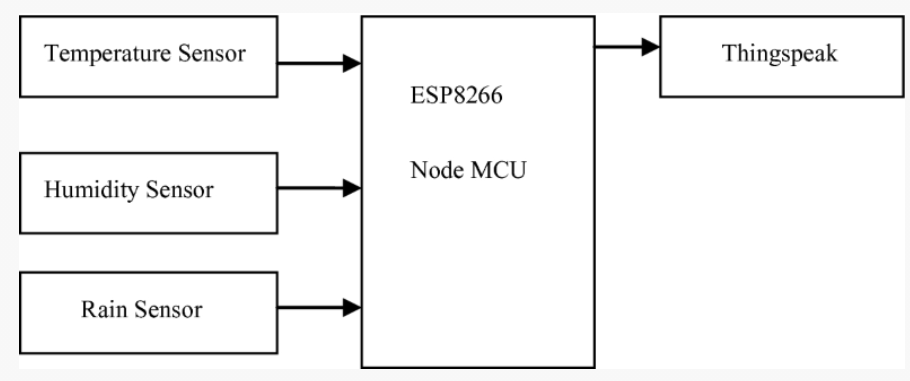 Temperature Sensor
Humidity Sensor
Rain Sensor
ESP8266
Node MCU
Thingspeak